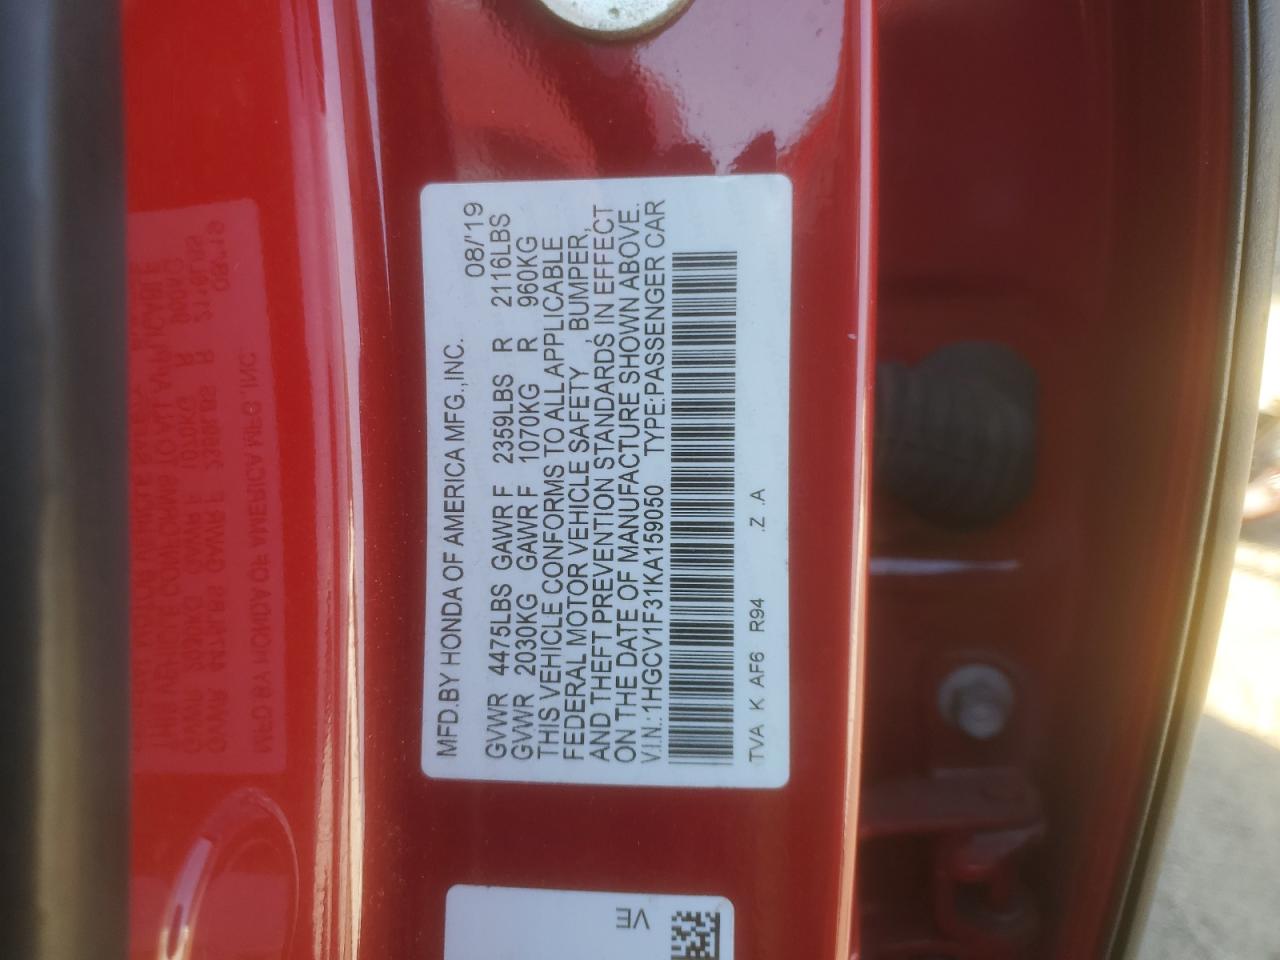 MFD.BY HONDA OF AMERICA MFG.,INC. 08/'19
GVWR 4475LBS GAWR F 2359LBS R 2116LBS
GVWR 2030KG GAWR F 1070KG R 960KG
THIS VEHICLE CONFORMS TO ALL APPLICABLE
FEDERAL MOTOR VEHICLE SAFETY , BUMPER,
AND THEFT PREVENTION STANDARDS IN EFFECT
ON THE DATE OF MANUFACTURE SHOWN ABOVE.
V.I.N.:1HGCV1F31KA159050 TYPE:PASSENGER CAR
TVA K AF6 R94 .Z .A
VE